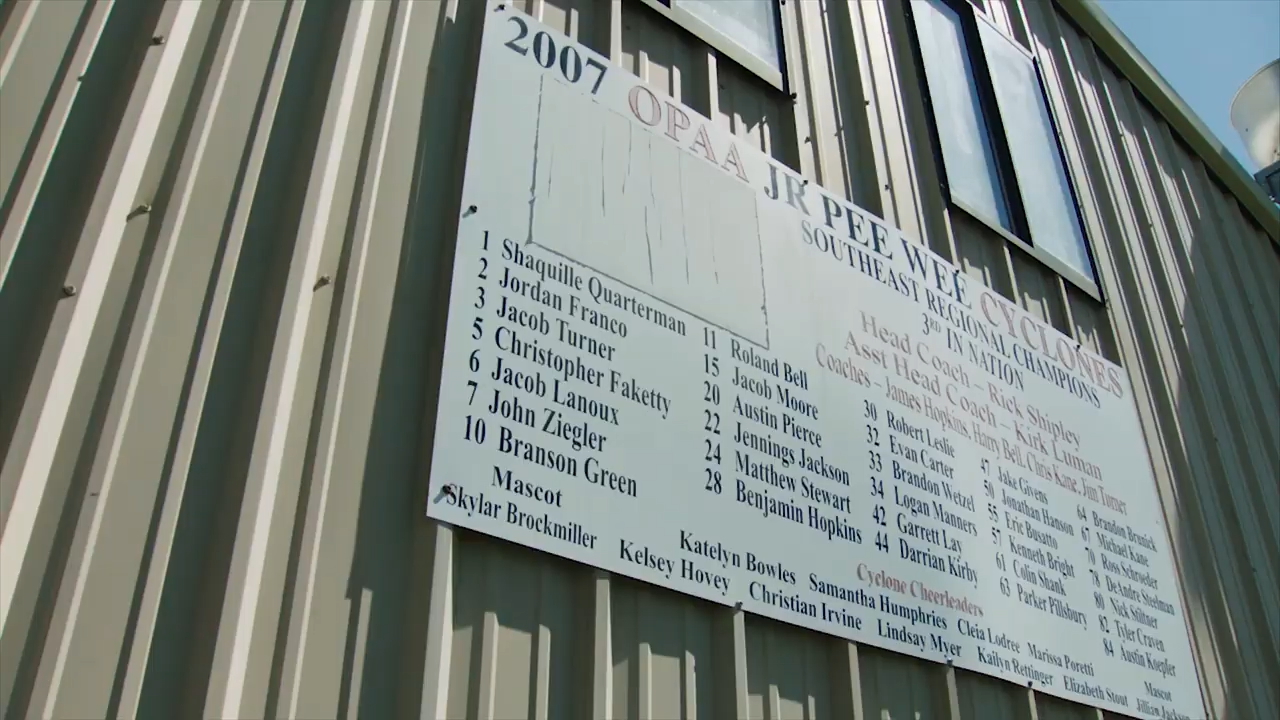 2007 OPAA JR PEE WEE CYCLONES
SOUTHEAST REGIONAL CHAMPIONS
3RD IN NATION
Head Coach – Rick Shipley
Asst Head Coach – Kirk Luman
Coaches – James Hopkins, Harry Bell, Chris Kane, Jim Turner
1 Shaquille Quarterman
2 Jordan Franco
3 Jacob Turner
5 Christopher Faketty
6 Jacob Lanoux
7 John Ziegler
10 Branson Green
11 Roland Bell
15 Jacob Moore
20 Austin Pierce
22 Jennings Jackson
24 Matthew Stewart
28 Benjamin Hopkins
30 Robert Leslie
32 Evan Carter
33 Brandon Wetzel
34 Logan Manners
42 Garrett Lay
44 Darrian Kirby
47 Jake Givens
50 Jonathan Hanson
55 Eric Busatto
57 Kenneth Bright
61 Colin Shank
63 Parker Pillsbury
64 Brandon Brunick
67 Michael Kane
70 Ross Schroeder
78 DeAndre Steelman
80 Nick Stiltner
82 Tyler Craven
84 Austin Koepler
Cyclone Cheerleaders
Mascot
Skylar Brockmiller
Katelyn Bowles Samantha Humphries Cleia Lodree Marissa Poretti
Kelsey Hovey Christian Irvine Lindsay Myer Kailyn Rettinger Elizabeth Stout
Mascot
Jillian Jackson